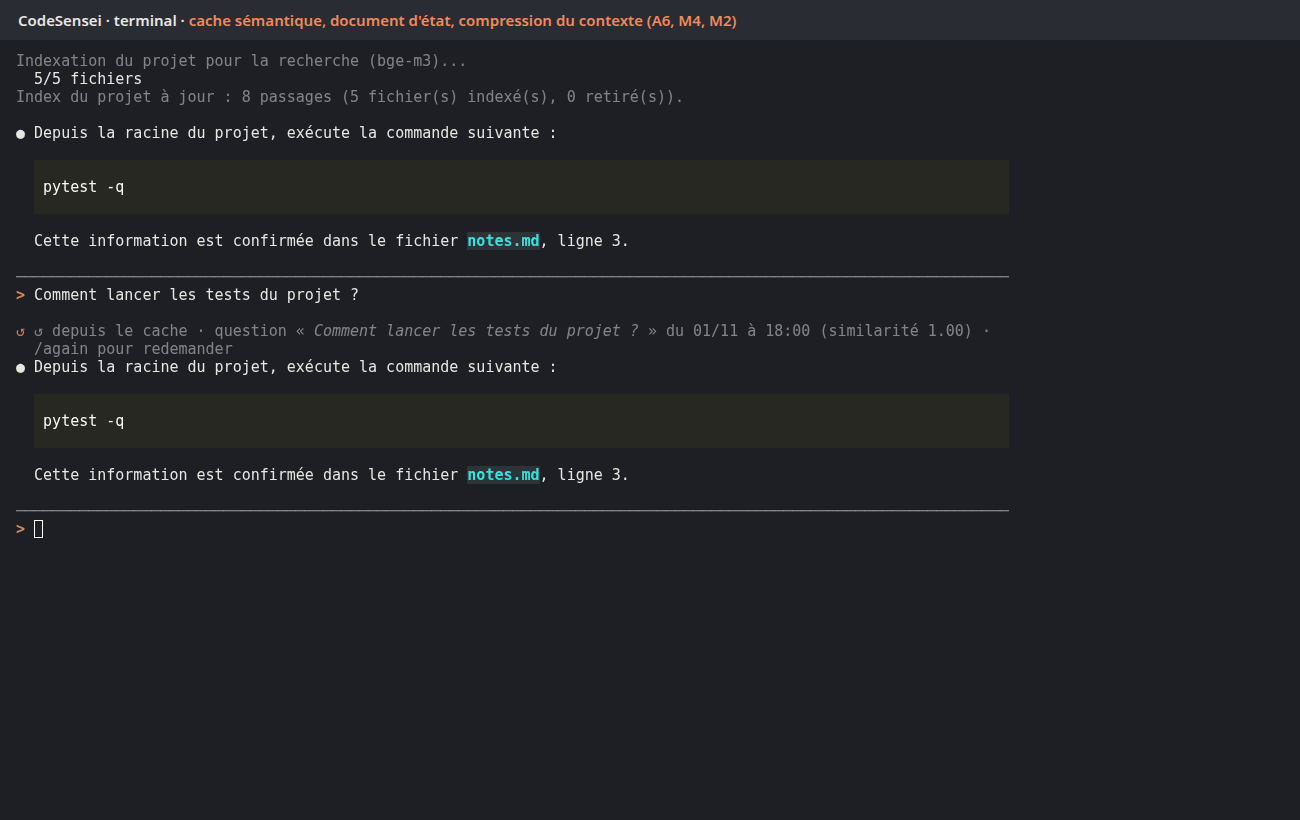 CodeSensei · terminal · cache sémantique, document d'état, compression du contexte (A6, M4, M2)
Indexation du projet pour la recherche (bge-m3)...
5/5 fichiers
Index du projet à jour : 8 passages (5 fichier(s) indexé(s), 0 retiré(s)).
● Depuis la racine du projet, exécute la commande suivante :
pytest -q
Cette information est confirmée dans le fichier notes.md, ligne 3.
> Comment lancer les tests du projet ?
↺ ↺ depuis le cache · question « Comment lancer les tests du projet ? » du 01/11 à 18:00 (similarité 1.00) ·
/again pour redemander
● Depuis la racine du projet, exécute la commande suivante :
pytest -q
Cette information est confirmée dans le fichier notes.md, ligne 3.
>